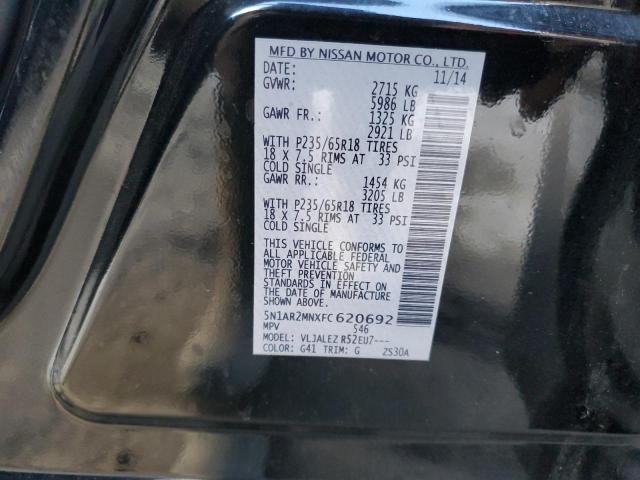 MFD BY NISSAN MOTOR CO., LTD.
DATE: 11/14
GVWR: 2715 KG
5986 LB
GAWR FR.: 1325 KG
2921 LB
WITH P235/65R18 TIRES
18 X 7.5 RIMS AT 33 PSI
COLD SINGLE
GAWR RR.: 1454 KG
3205 LB
WITH P235/65R18 TIRES
18 X 7.5 RIMS AT 33 PSI
COLD SINGLE
THIS VEHICLE CONFORMS TO
ALL APPLICABLE FEDERAL
MOTOR VEHICLE SAFETY AND
THEFT PREVENTION
STANDARDS IN EFFECT ON
THE DATE OF MANUFACTURE
SHOWN ABOVE.
5N1AR2MNXFC 620692
MPV 546
MODEL: VLJALEZ R52EU7---
COLOR: G41 TRIM: G 2S30A